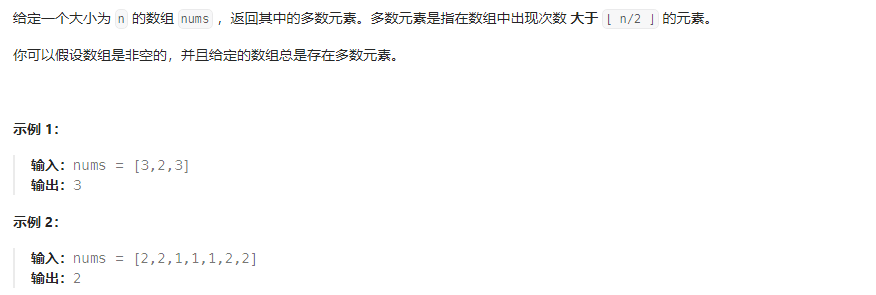 给定一个大小为 n 的数组 nums ，返回其中的多数元素。多数元素是指在数组中出现次数 大于 ⌊ n/2 ⌋ 的元素。
你可以假设数组是非空的，并且给定的数组总是存在多数元素。
示例 1：
输入：nums = [3,2,3]
输出：3
示例 2：
输入：nums = [2,2,1,1,1,2,2]
输出：2